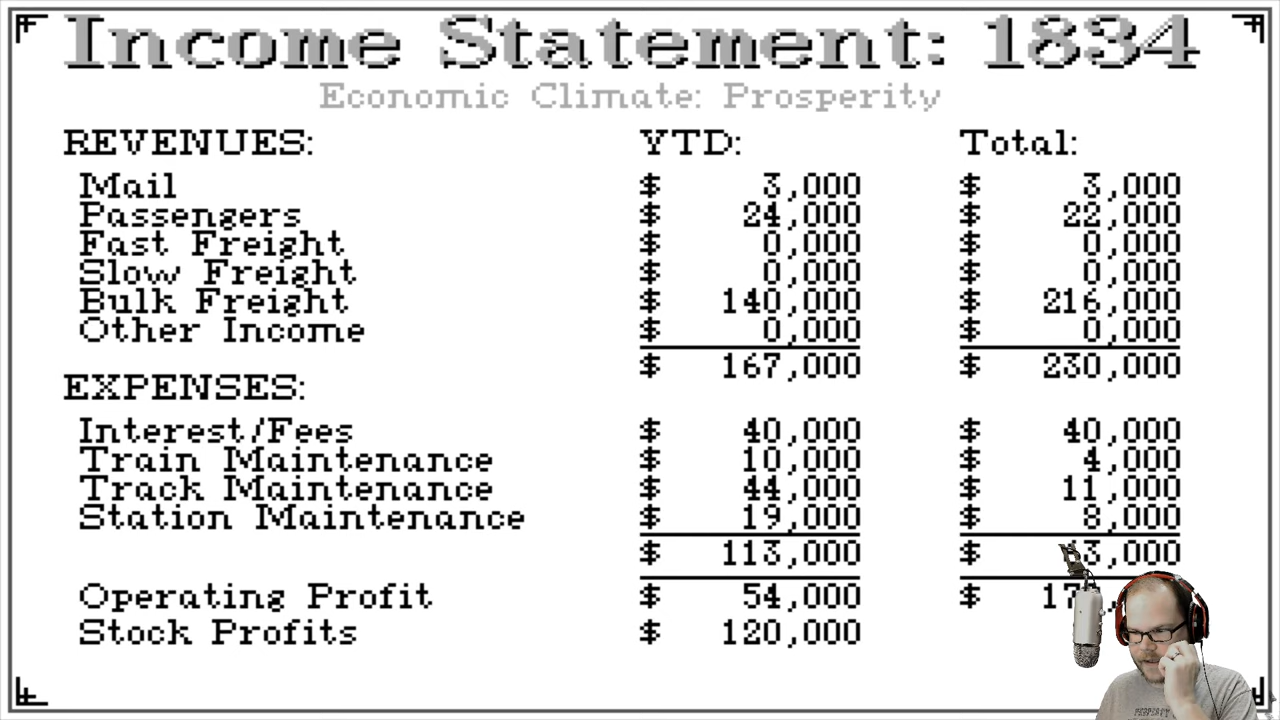 Income Statement: 1834
Economic Climate: Prosperity
REVENUES: YTD: Total:
Mail $ 3,000 $ 3,000
Passengers $ 24,000 $ 22,000
Fast Freight $ 0,000 $ 0,000
Slow Freight $ 0,000 $ 0,000
Bulk Freight $ 140,000 $ 216,000
Other Income $ 0,000 $ 0,000
$ 167,000 $ 230,000
EXPENSES:
Interest/Fees $ 40,000 $ 40,000
Train Maintenance $ 10,000 $ 4,000
Track Maintenance $ 44,000 $ 11,000
Station Maintenance $ 19,000 $ 8,000
$ 113,000 $
Operating Profit $ 54,000 $
Stock Profits $ 120,000